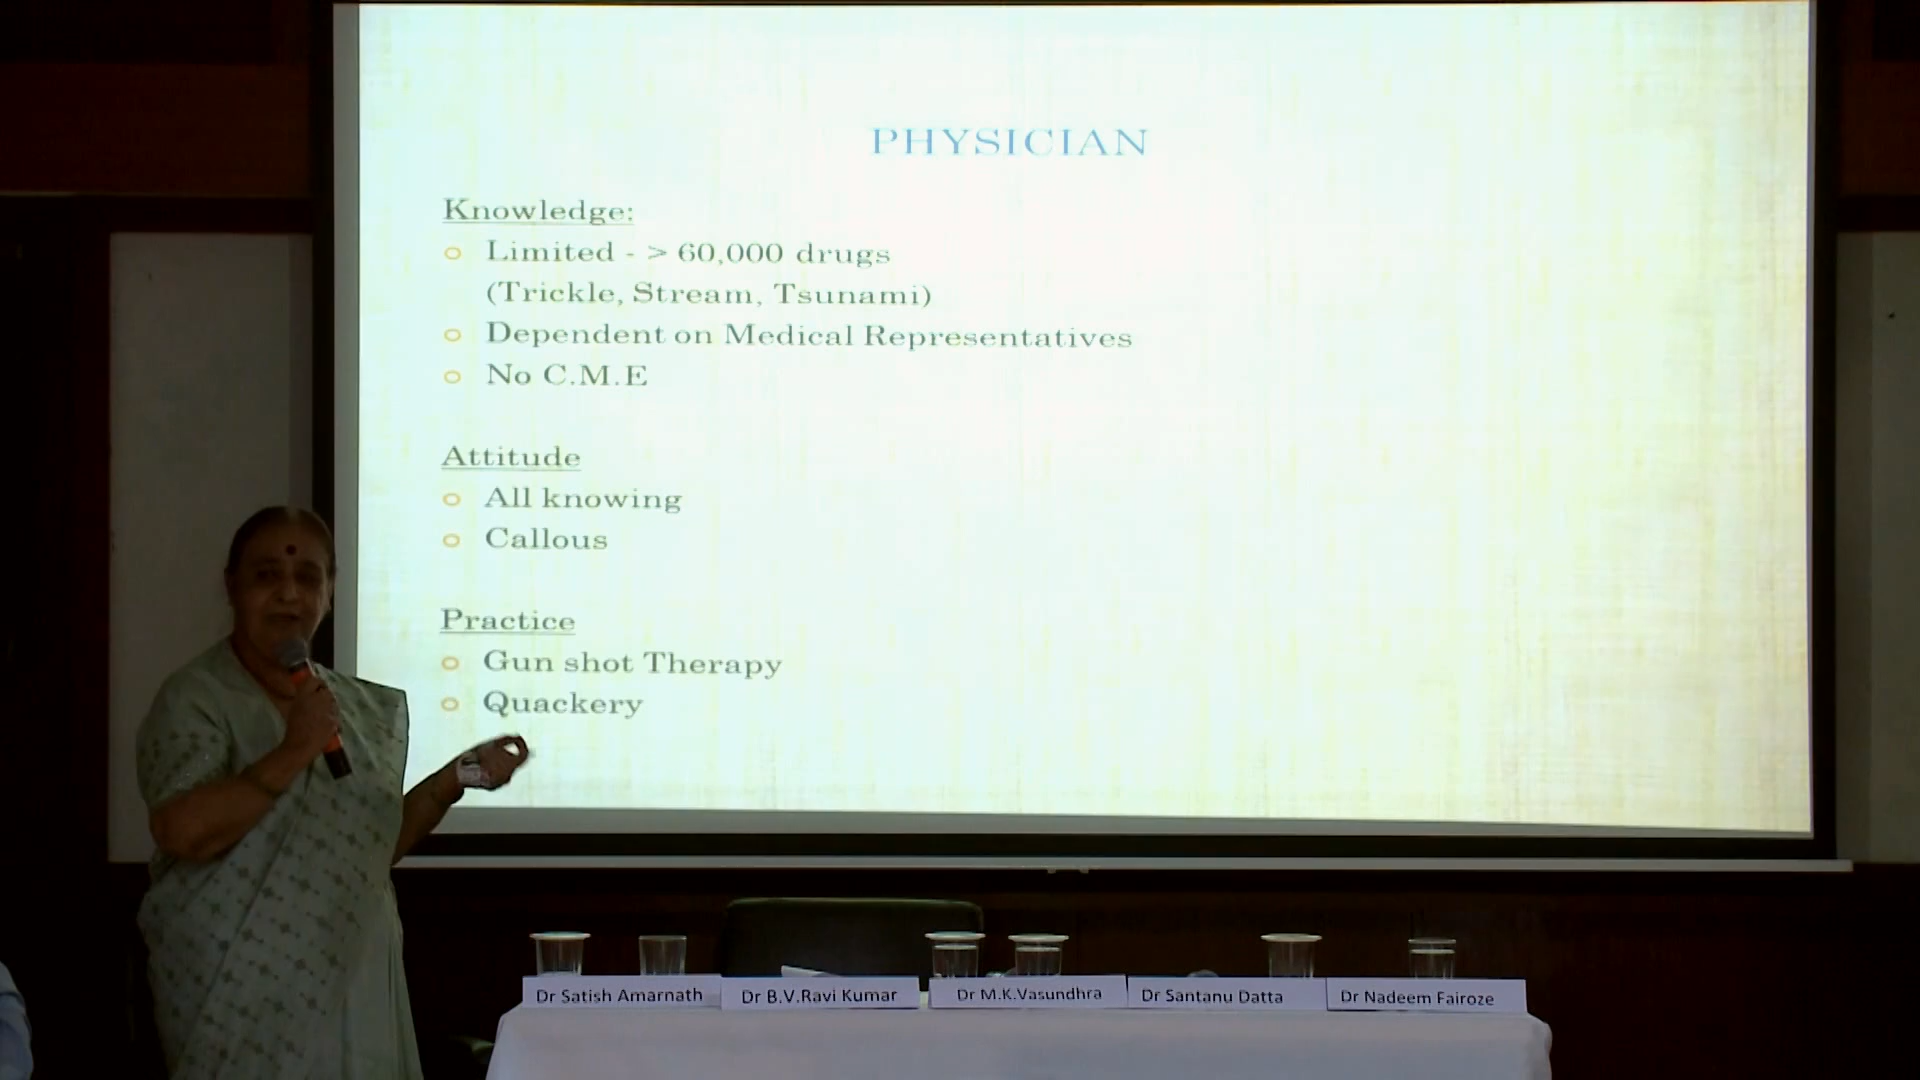 PHYSICIAN
Knowledge:
Limited - > 60,000 drugs
(Trickle, Stream, Tsunami)
Dependent on Medical Representatives
No C.M.E
Attitude
All knowing
Callous
Practice
Gun shot Therapy
Quackery
Dr Satish Amarnath
Dr B.V.Ravi Kumar
Dr M.K.Vasundhra
Dr Santanu Datta
Dr Nadeem Fairoze